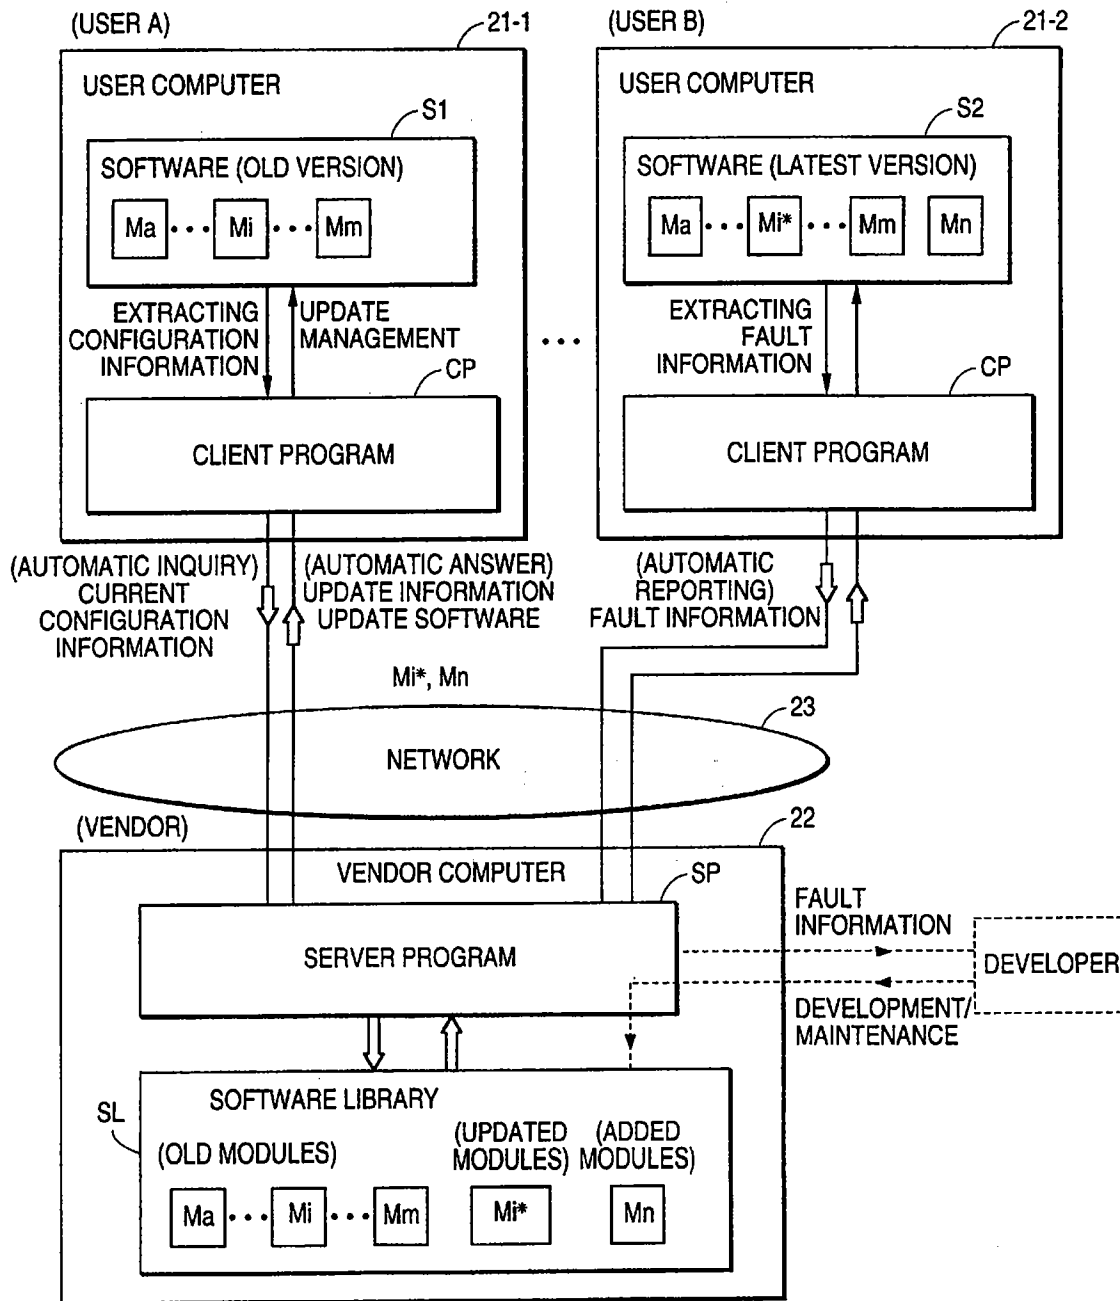 (USER A)
21-1
(USER B)
21-2
USER COMPUTER
S1
SOFTWARE (OLD VERSION)
Ma ••• Mi ••• Mm
EXTRACTING
CONFIGURATION
INFORMATION
UPDATE
MANAGEMENT
CP
CLIENT PROGRAM
•••
USER COMPUTER
S2
SOFTWARE (LATEST VERSION)
Ma ••• Mi* ••• Mm Mn
EXTRACTING
FAULT
INFORMATION
CP
CLIENT PROGRAM
(AUTOMATIC INQUIRY)
CURRENT
CONFIGURATION
INFORMATION
(AUTOMATIC ANSWER)
UPDATE INFORMATION
UPDATE SOFTWARE
(AUTOMATIC
REPORTING)
FAULT INFORMATION
Mi*, Mn
23
NETWORK
(VENDOR)
22
VENDOR COMPUTER
SP
SERVER PROGRAM
FAULT
INFORMATION
DEVELOPER
DEVELOPMENT/
MAINTENANCE
SL
SOFTWARE LIBRARY
(OLD MODULES)
(UPDATED
MODULES)
(ADDED
MODULES)
Ma ••• Mi ••• Mm Mi* Mn